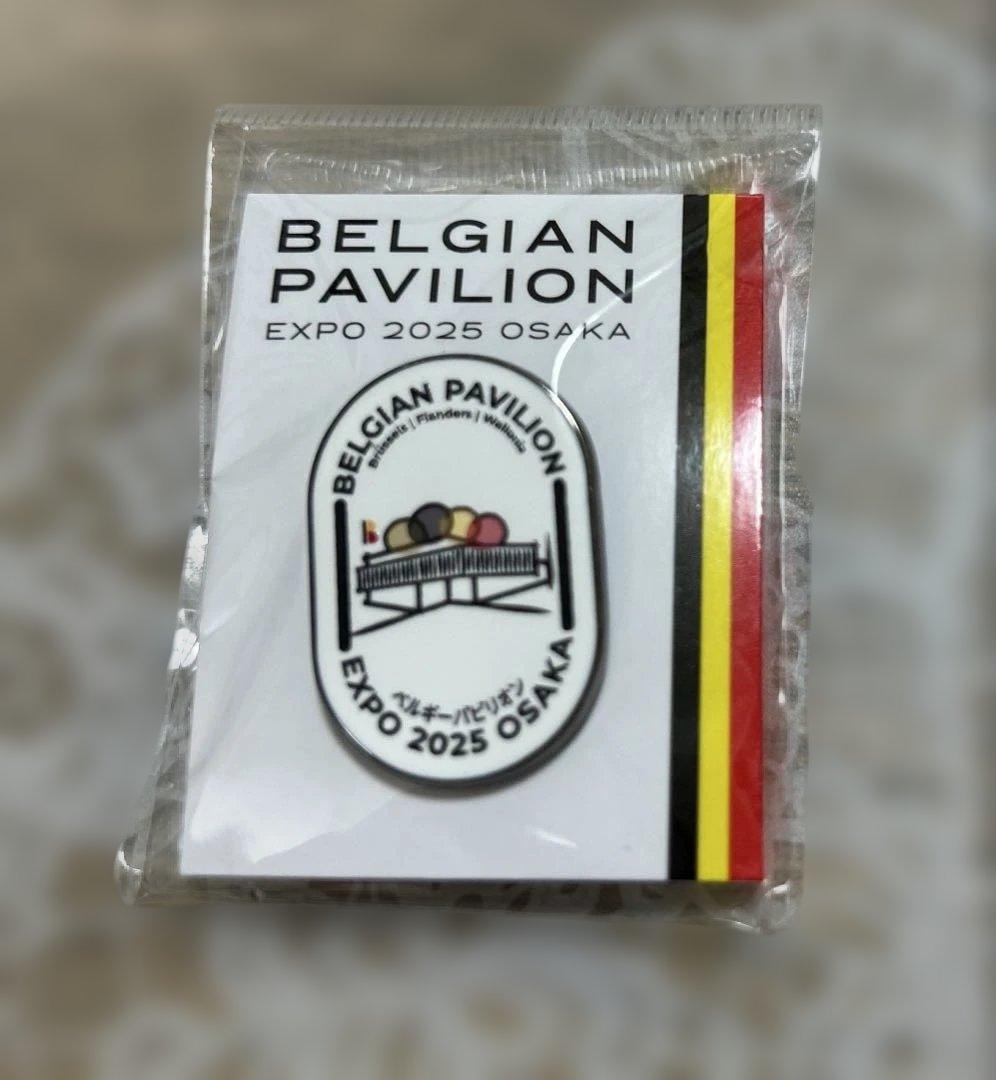 BELGIAN
PAVILION
EXPO 2025 OSAKA
BELGIAN PAVILION
Brussels | Flanders | Wallonia
B
ベルギーパビリオン
EXPO 2025 OSAKA